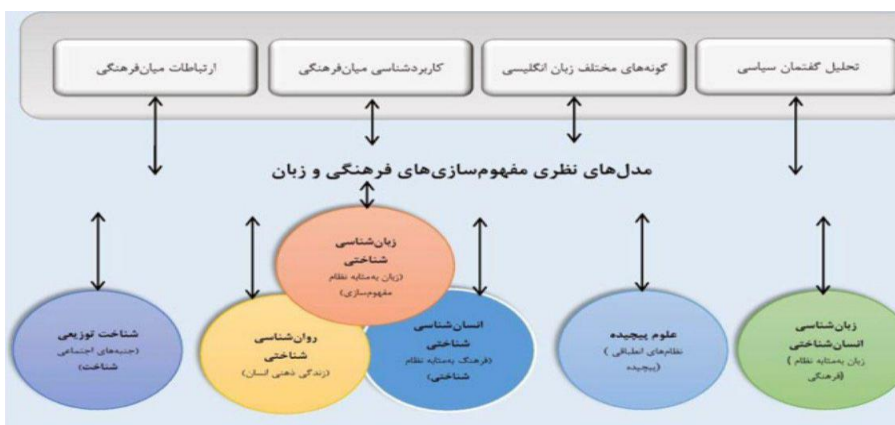 تحلیل گفتمان سیاسی
گونه‌های مختلف زبان انگلیسی
کاربردشناسی میان‌فرهنگی
ارتباطات میان‌فرهنگی
مدل‌های نظری مفهوم‌سازی‌های فرهنگی و زبان
زبان‌شناسی
شناختی
(زبان به‌مثابه نظام
مفهوم‌سازی)
زبان‌شناسی
انسان‌شناختی
زبان به‌مثابه نظام )
(فرهنگی
علوم پیچیده
نظام‌های انطباقی )
(پیچیده
انسان‌شناسی
شناختی
(فرهنگ به‌مثابه نظام
شناختی)
روان‌شناسی
شناختی
(زندگی ذهنی انسان)
شناخت توزیعی
(جنبه‌های اجتماعی
شناخت)